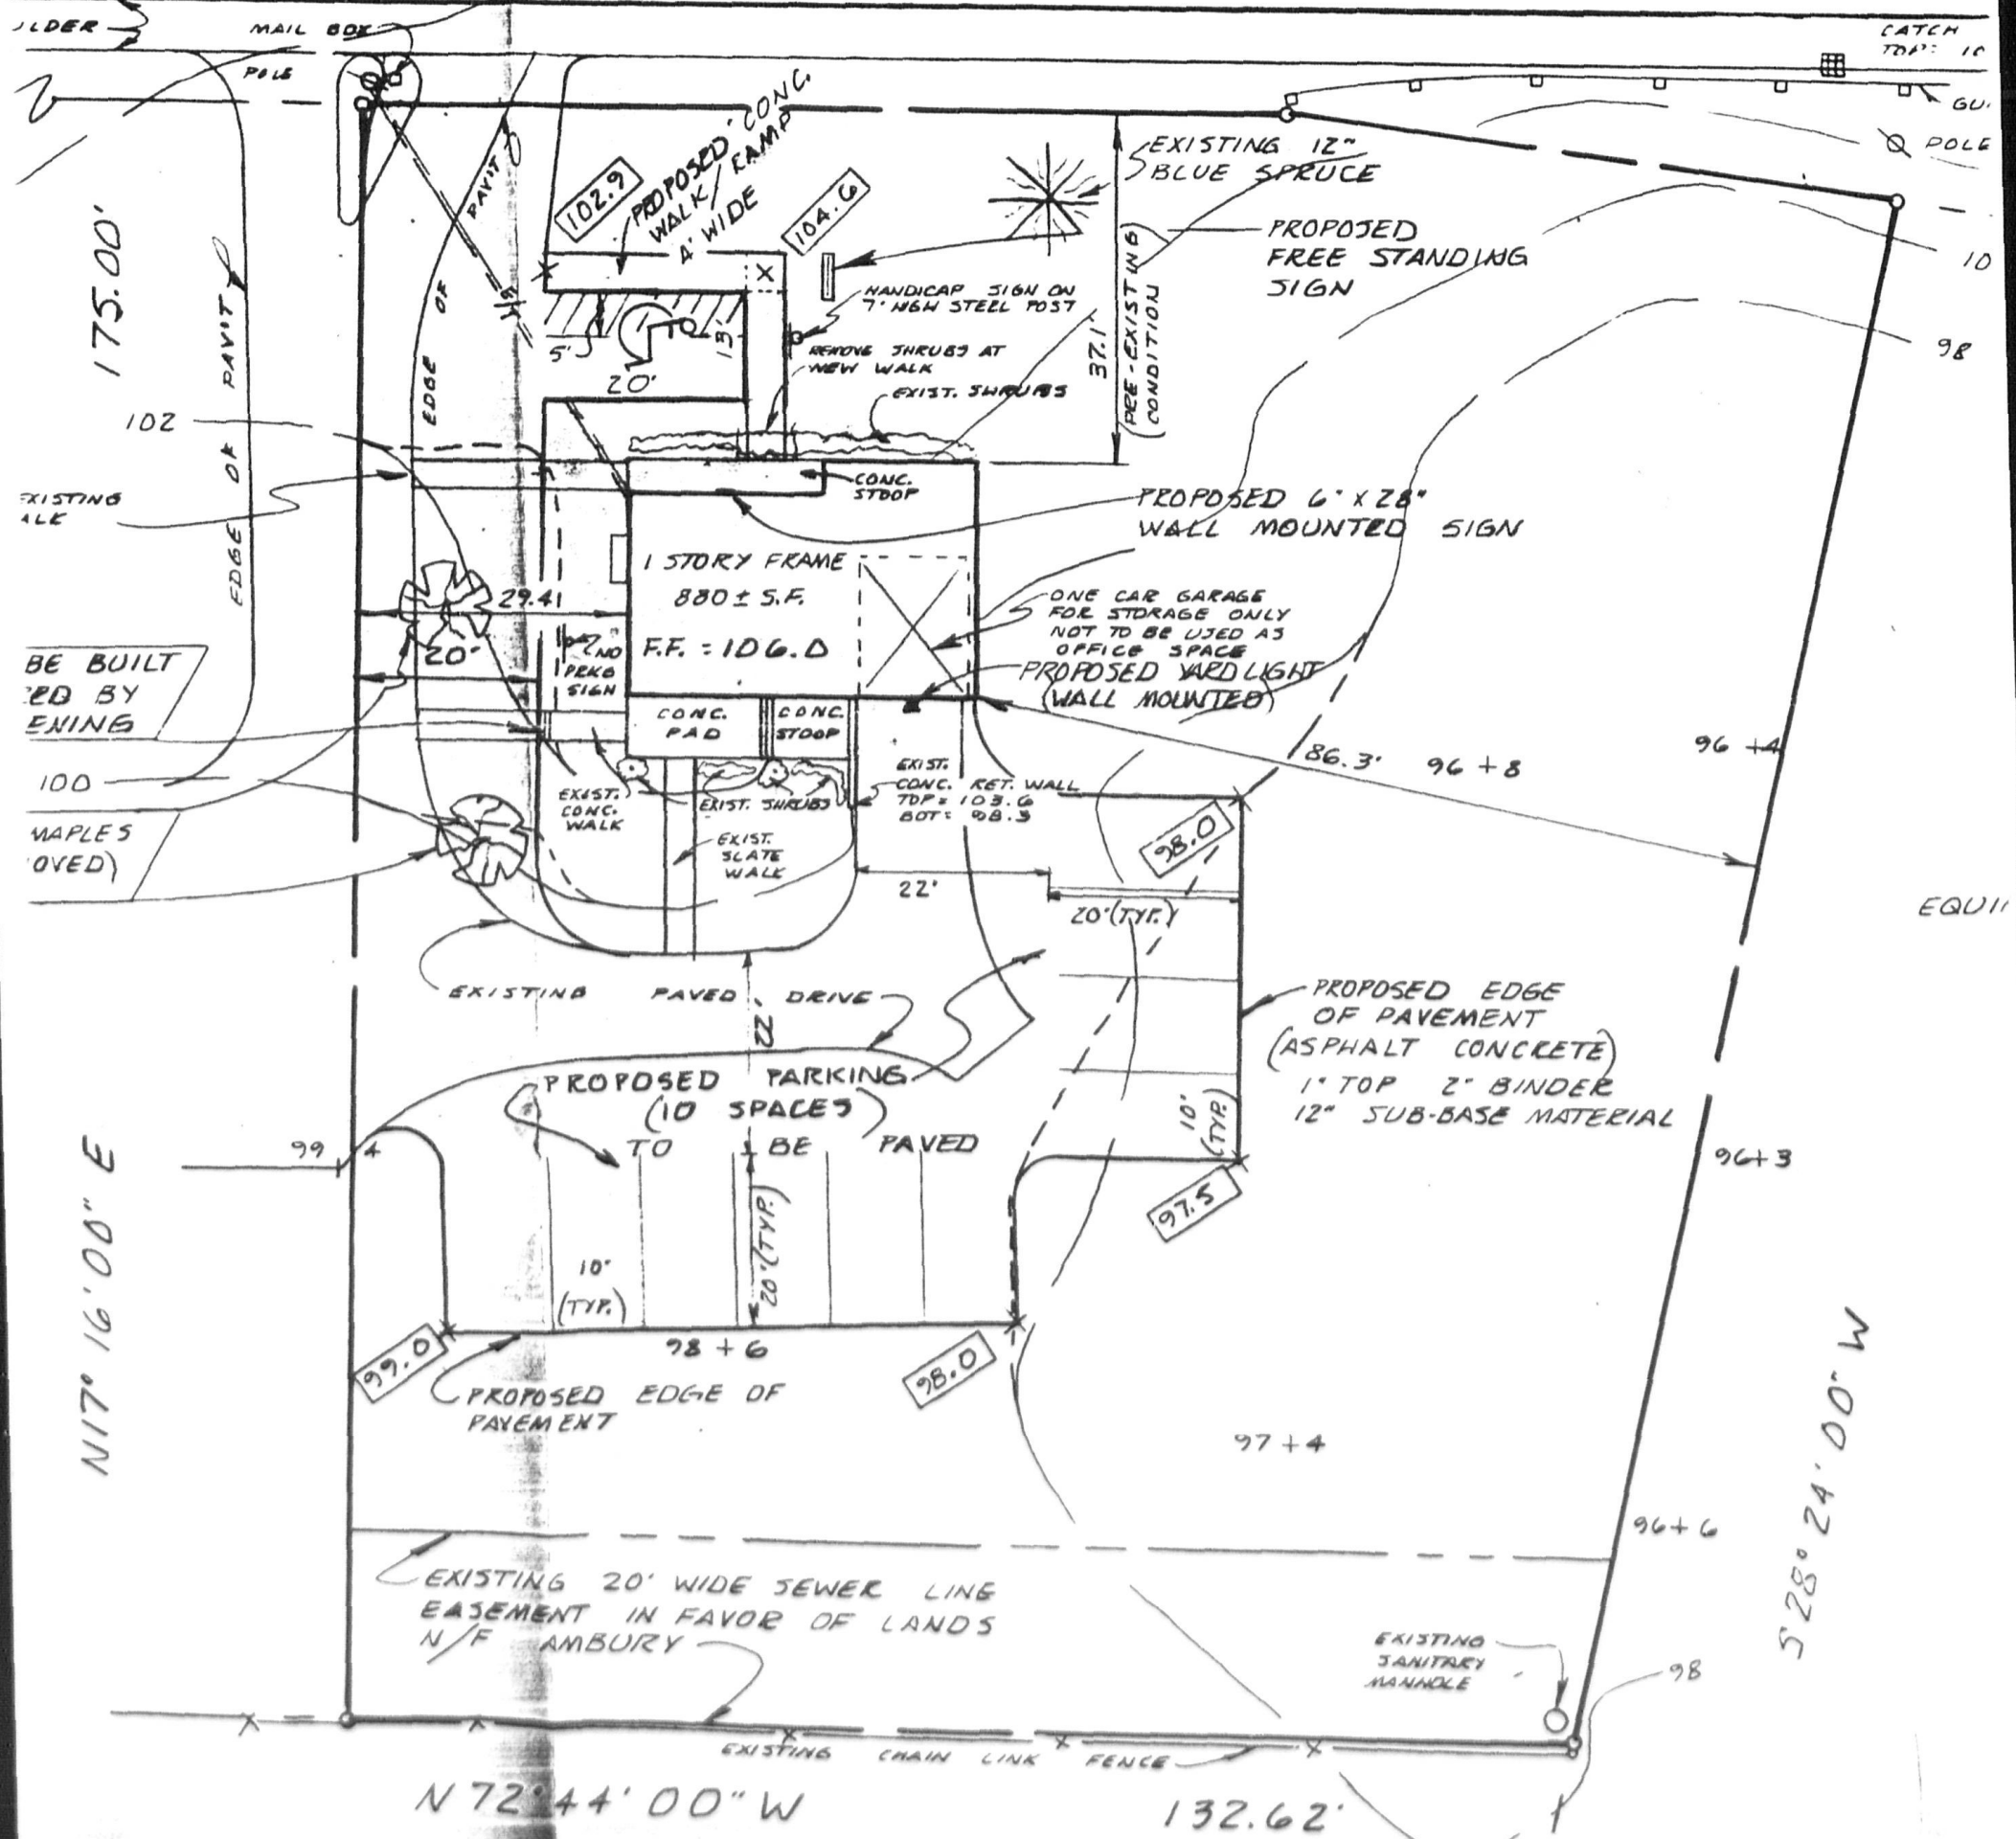 MAIL BOX
CATCH
POLE
GU.
POLE
175.00'
EDGE OF PAVIT
EDGE OF PAVIT
102.9
PROPOSED CONC.
WALK/RAMP
4' WIDE
104.6
EXISTING 12"
BLUE SPRUCE
PROPOSED
FREE STANDING
SIGN
10
98
HANDICAP SIGN ON
7' HIGH STEEL POST
REMOVE SHRUBS AT
NEW WALK
EXIST. SHRUBS
37.1'
(PRE-EXISTING
CONDITION)
5'
13'
20'
102
CONC.
STOOP
PROPOSED 6" X 28"
WALL MOUNTED SIGN
1 STORY FRAME
880 ± S.F.
F.F. = 106.0
29.41
20'
NO
PRKG
SIGN
ONE CAR GARAGE
FOR STORAGE ONLY
NOT TO BE USED AS
OFFICE SPACE
PROPOSED YARD LIGHT
(WALL MOUNTED)
BE BUILT
ED BY
ENING
CONC.
PAD
CONC.
STOOP
100
MAPLES
OVED)
EXIST.
CONC.
WALK
EXIST. SHRUBS
EXIST.
SLATE
WALK
EXIST.
CONC. RET. WALL
TOP = 103.6
BOT = 98.3
86.3'
96 + 8
96 + 4
98.0
22'
20' (TYP.)
EXISTING PAVED DRIVE
22'
PROPOSED EDGE
OF PAVEMENT
(ASPHALT CONCRETE)
1" TOP 2" BINDER
12" SUB-BASE MATERIAL
PROPOSED PARKING
(10 SPACES)
TO BE PAVED
10'
(TYP.)
99 + 4
96+3
97.5
N17° 16' 00" E
10'
(TYP.)
20' (TYP.)
99.0
98 + 6
98.0
PROPOSED EDGE OF
PAVEMENT
97 + 4
96+6
S 28° 24' 00" W
EXISTING 20' WIDE SEWER LINE
EASEMENT IN FAVOR OF LANDS
N/F AMBURY
EXISTING
SANITARY
MANHOLE
98
EXISTING CHAIN LINK FENCE
N 72° 44' 00" W
132.62'